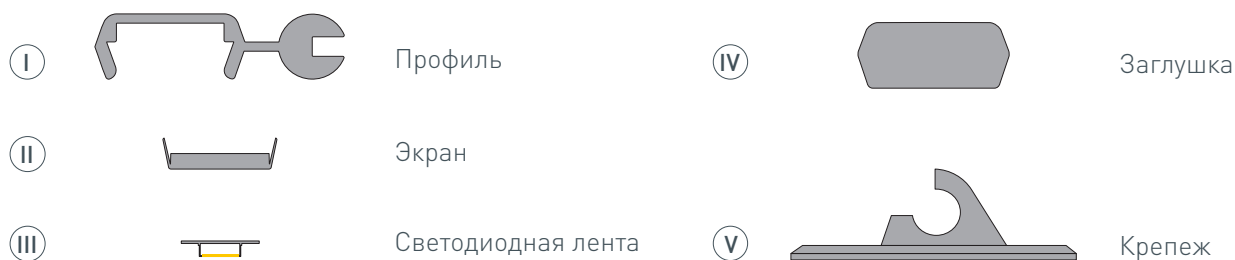 I Профиль
II Экран
III Светодиодная лента
IV Заглушка
V Крепеж